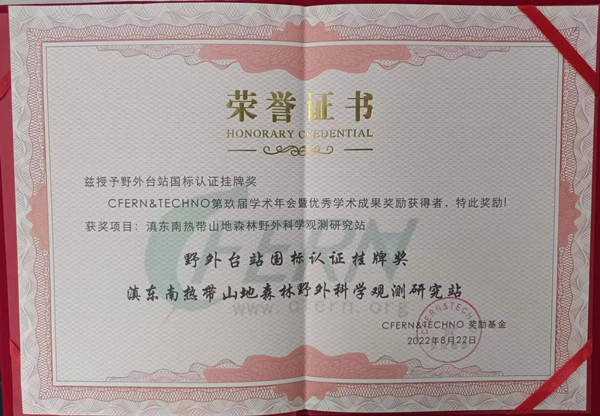 荣誉证书
HONORARY CREDENTIAL
兹授予野外台站国标认证挂牌奖
CFERN&TECHNO第玖届学术年会暨优秀学术成果奖励获得者，特此奖励！
获奖项目：滇东南热带山地森林野外科学观测研究站
CFERN
野外台站国标认证挂牌奖
滇东南热带山地森林野外科学观测研究站
www.cfern.org
CFERN&TECHNO
CFERN&TECHNO 奖励基金
2022年8月22日